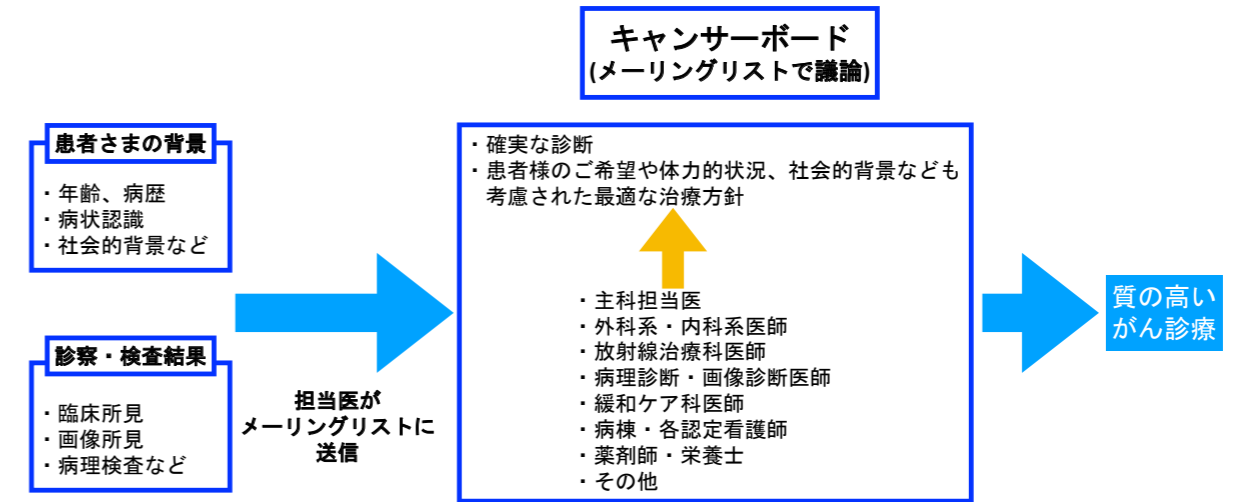 キャンサーボード
(メーリングリストで議論)
患者さまの背景
・年齢、病歴
・病状認識
・社会的背景など
診察・検査結果
・臨床所見
・画像所見
・病理検査など
担当医が
メーリングリストに
送信
・確実な診断
・患者様のご希望や体力的状況、社会的背景なども
考慮された最適な治療方針
・主科担当医
・外科系・内科系医師
・放射線治療科医師
・病理診断・画像診断医師
・緩和ケア科医師
・病棟・各認定看護師
・薬剤師・栄養士
・その他
質の高い
がん診療